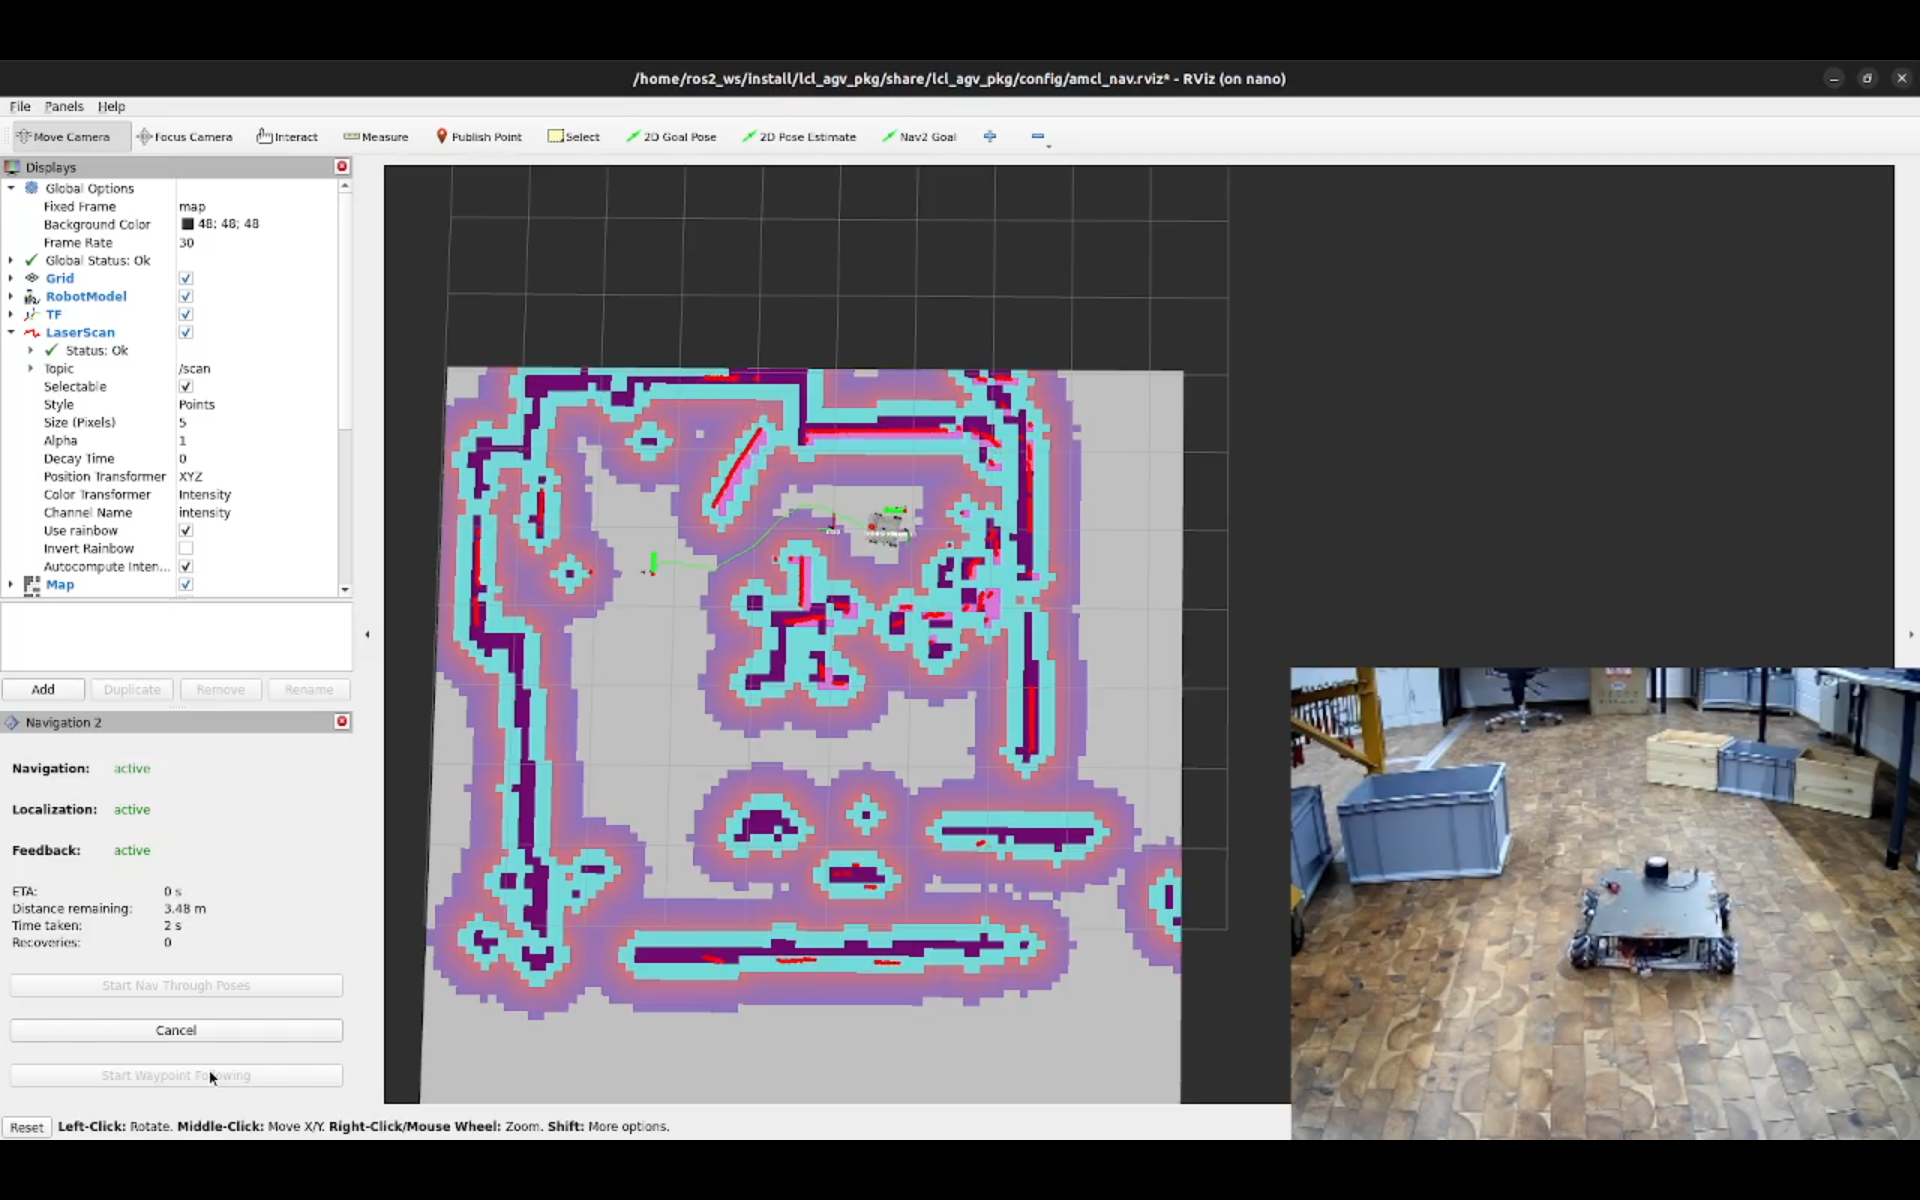 /home/ros2_ws/install/lcl_agv_pkg/share/lcl_agv_pkg/config/amcl_nav.rviz* - RViz (on nano)
File Panels Help
Move Camera Focus Camera Interact Measure Publish Point Select 2D Goal Pose 2D Pose Estimate Nav2 Goal
Displays
Global Options
Fixed Frame map
Background Color 48; 48; 48
Frame Rate 30
Global Status: Ok
Grid
RobotModel
TF
LaserScan
Status: Ok
Topic /scan
Selectable
Style Points
Size (Pixels) 5
Alpha 1
Decay Time 0
Position Transformer XYZ
Color Transformer Intensity
Channel Name intensity
Use rainbow
Invert Rainbow
Autocompute Inten...
Map
Add Duplicate Remove Rename
Navigation 2
Navigation: active
Localization: active
Feedback: active
ETA: 0 s
Distance remaining: 3.48 m
Time taken: 2 s
Recoveries: 0
Start Nav Through Poses
Cancel
Start Waypoint Following
Reset Left-Click: Rotate. Middle-Click: Move X/Y. Right-Click/Mouse Wheel: Zoom. Shift: More options.